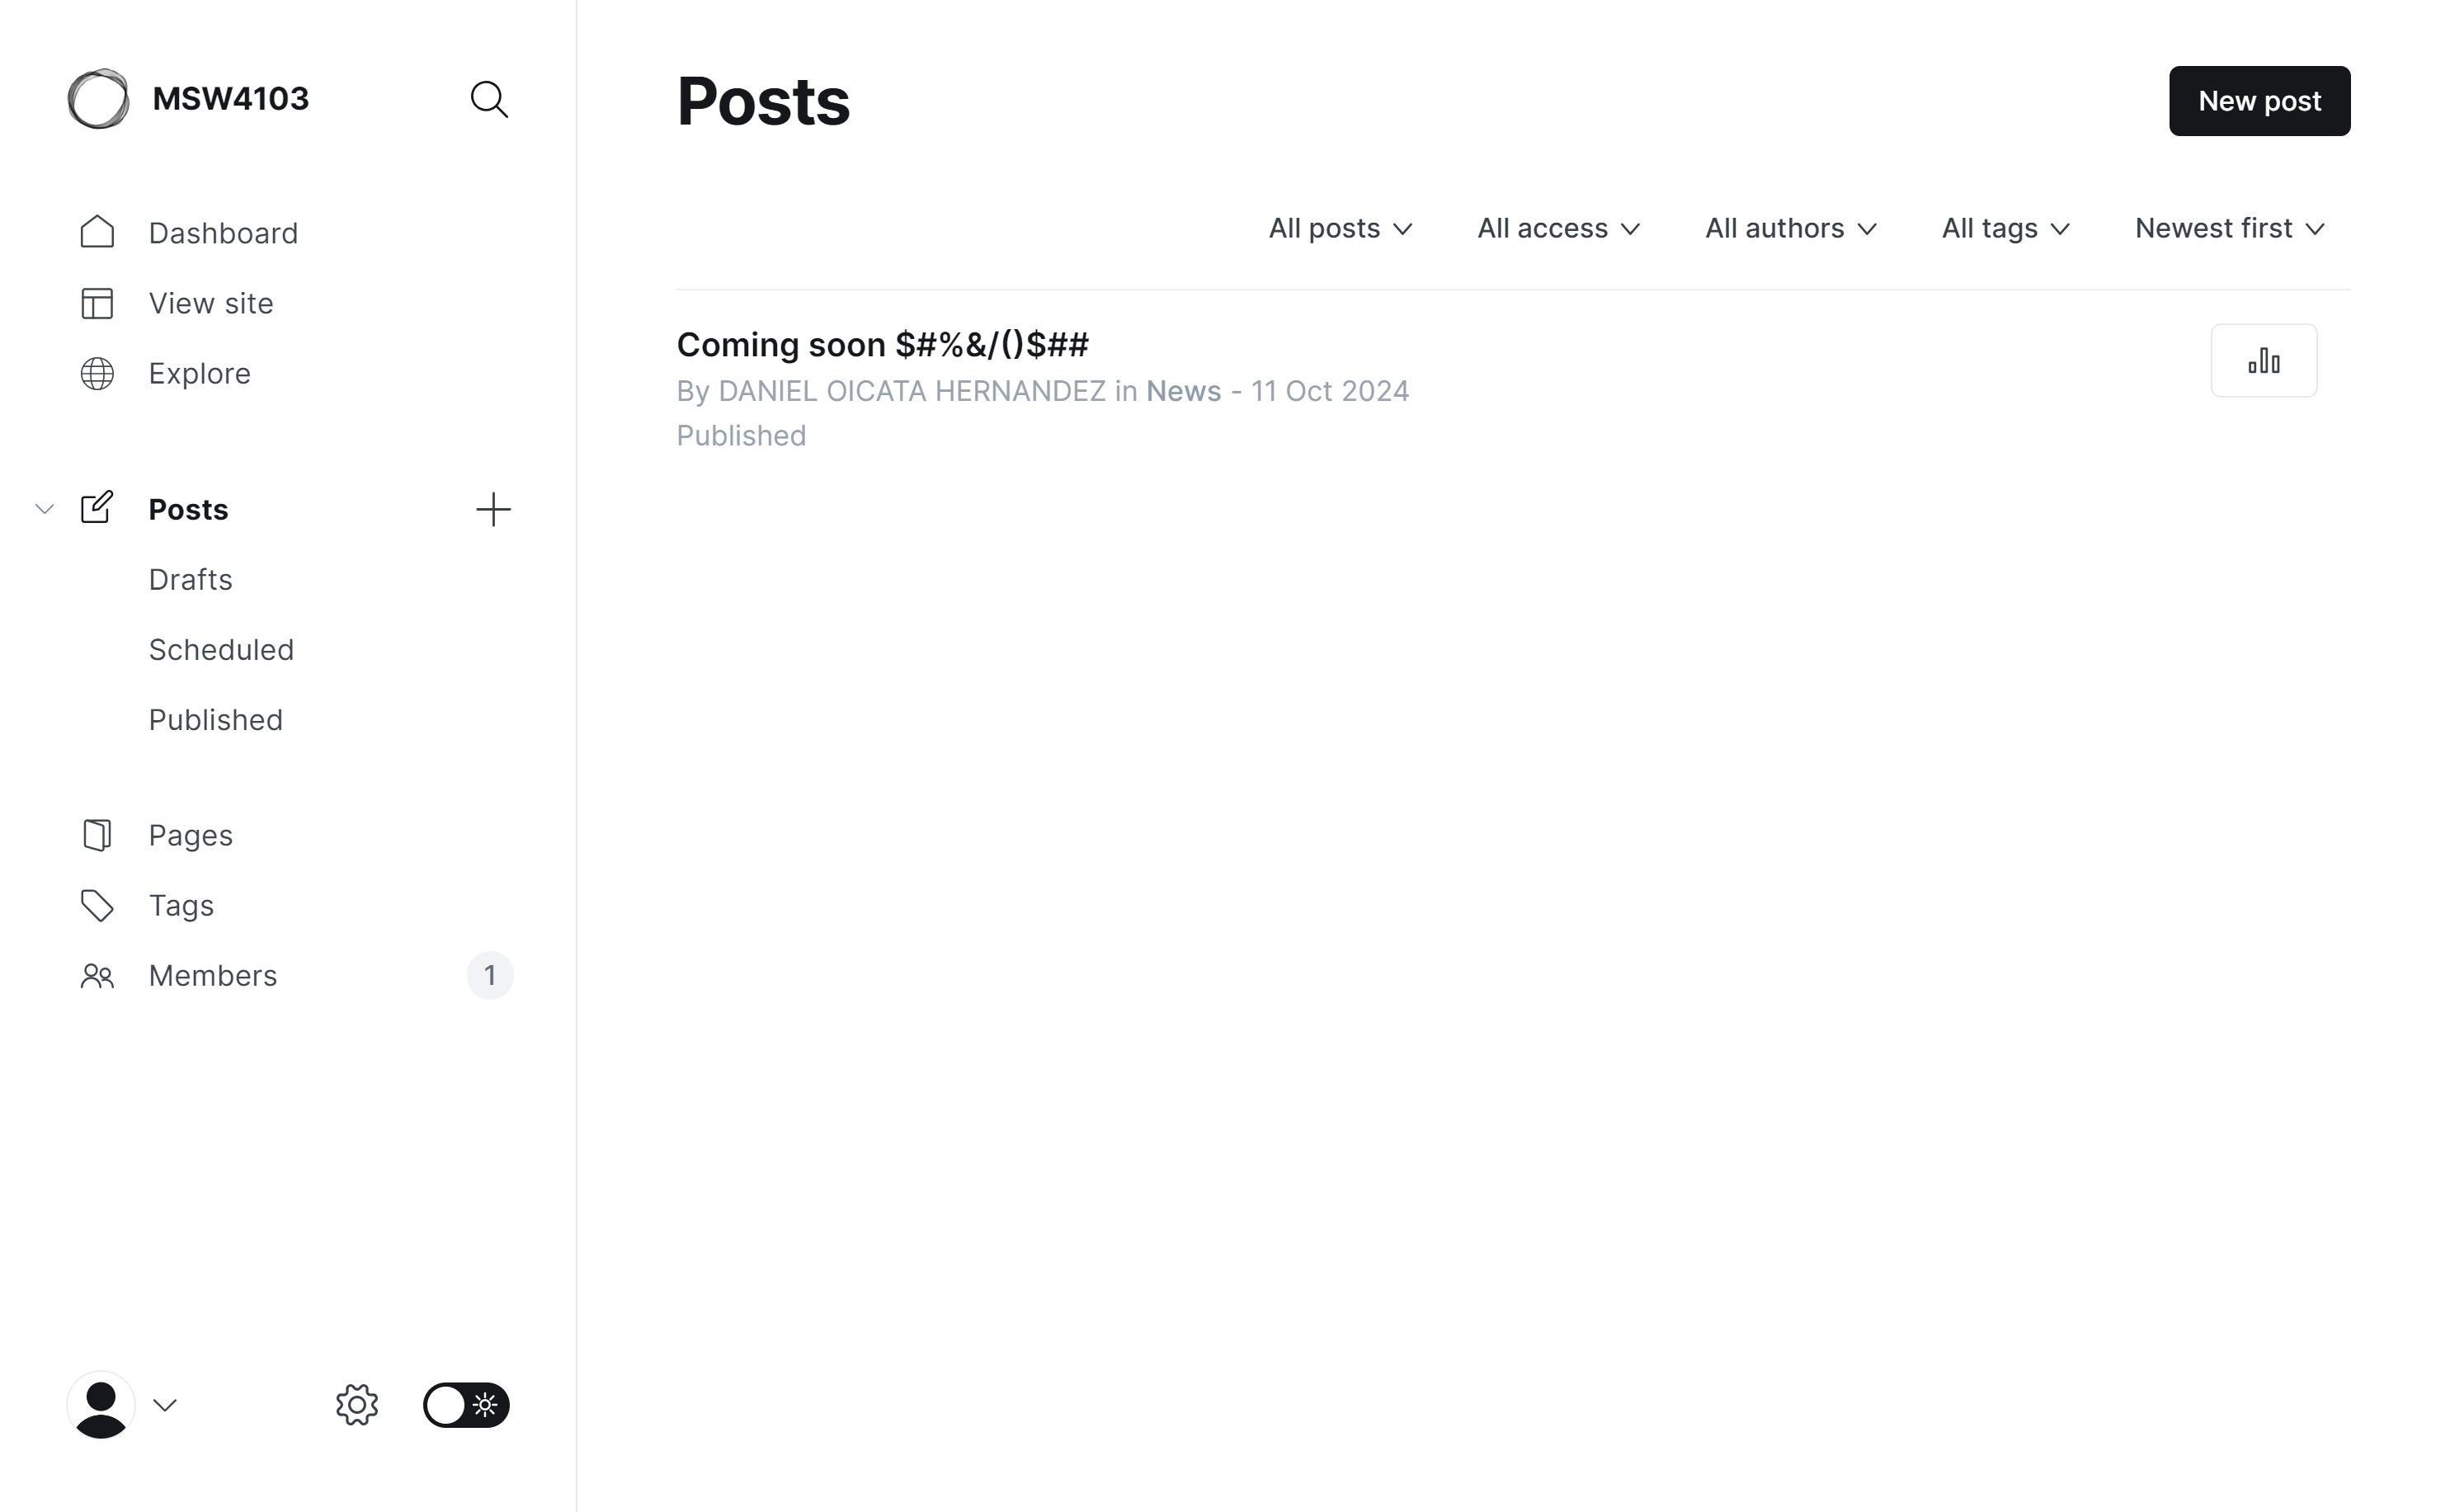 MSW4103
Dashboard
View site
Explore
Posts
Drafts
Scheduled
Published
Pages
Tags
Members 1
Posts
New post
All posts All access All authors All tags Newest first
Coming soon $#%&/()$##
By DANIEL OICATA HERNANDEZ in News - 11 Oct 2024
Published